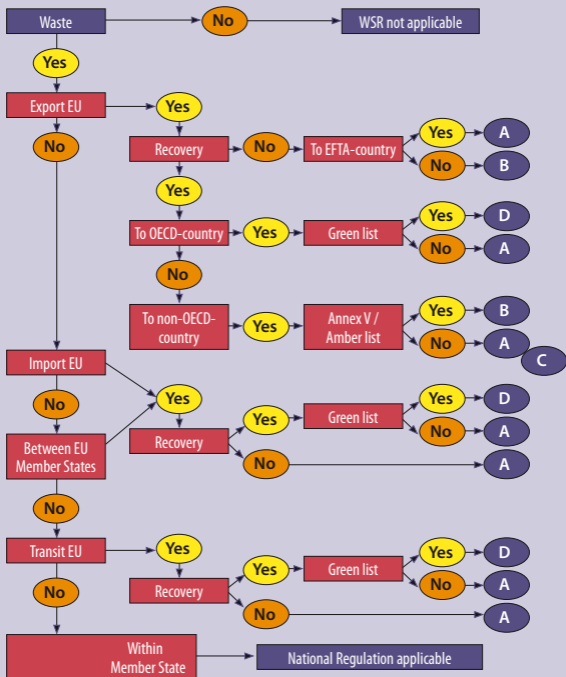 Waste
No
WSR not applicable
Yes
Export EU
Yes
No
Recovery
No
To EFTA-country
Yes
A
No
B
Yes
To OECD-country
Yes
Green list
Yes
D
No
A
No
To non-OECD-
country
Yes
Annex V /
Amber list
Yes
B
No
A
C
Import EU
No
Yes
Between EU
Member States
Recovery
Yes
Green list
Yes
D
No
A
No
A
No
Transit EU
Yes
No
Recovery
Yes
Green list
Yes
D
No
A
No
A
Within
Member State
National Regulation applicable